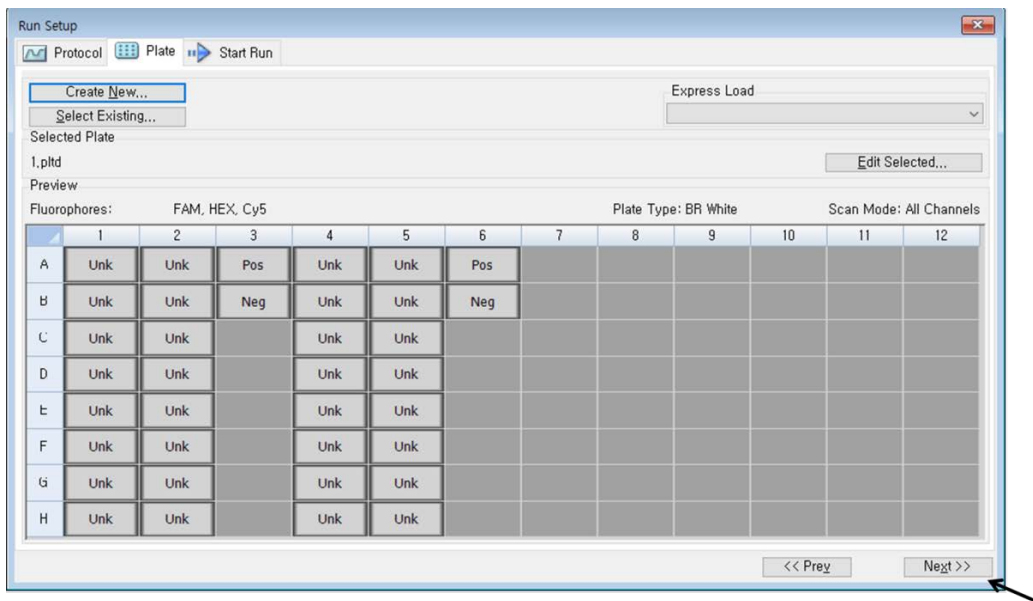 Run Setup
Protocol Plate Start Run
Create New...
Express Load
Select Existing...
Selected Plate
1.pltd
Edit Selected...
Preview
Fluorophores: FAM, HEX, Cy5 Plate Type: BR White Scan Mode: All Channels
1 2 3 4 5 6 7 8 9 10 11 12
A Unk Unk Pos Unk Unk Pos
B Unk Unk Neg Unk Unk Neg
C Unk Unk Unk Unk
D Unk Unk Unk Unk
E Unk Unk Unk Unk
F Unk Unk Unk Unk
G Unk Unk Unk Unk
H Unk Unk Unk Unk
<< Prev Next >>